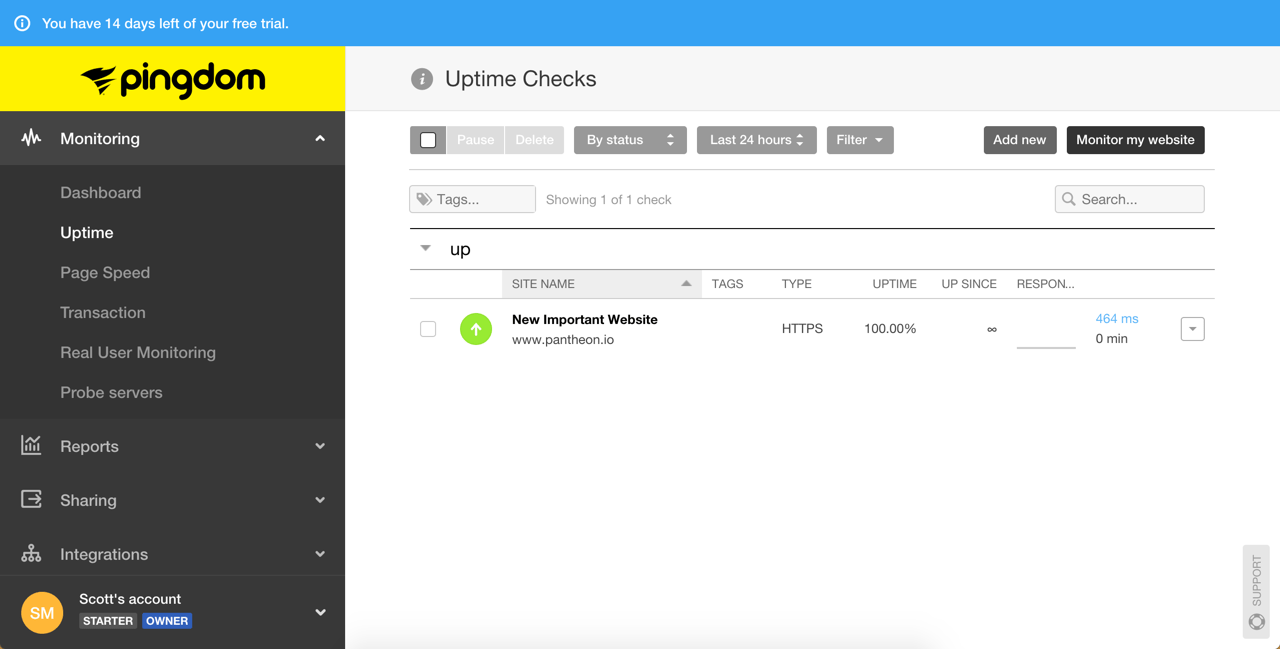 You have 14 days left of your free trial.
pingdom
Monitoring
Dashboard
Uptime
Page Speed
Transaction
Real User Monitoring
Probe servers
Reports
Sharing
Integrations
SM
Scott's account
STARTER OWNER
i Uptime Checks
Pause Delete By status Last 24 hours Filter Add new Monitor my website
Tags... Showing 1 of 1 check Search...
up
SITE NAME TAGS TYPE UPTIME UP SINCE RESPON...
New Important Website
www.pantheon.io
HTTPS 100.00% ∞
464 ms
0 min
SUPPORT